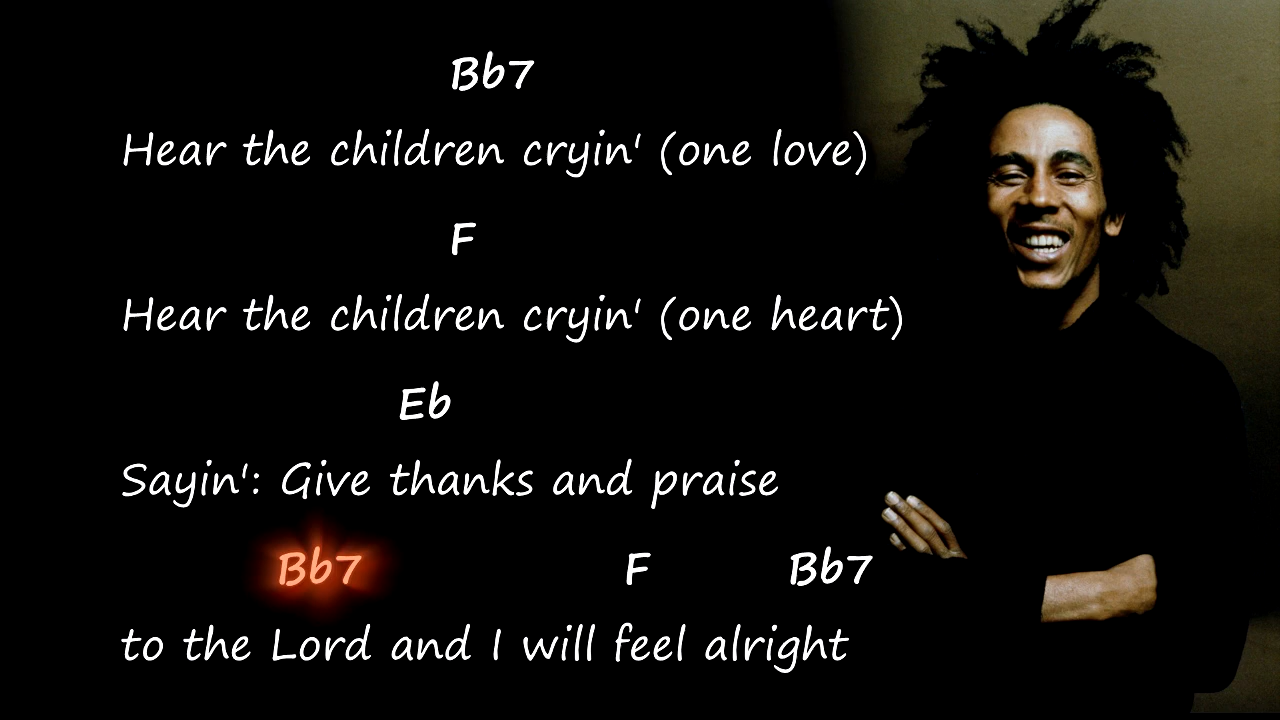 Bb7
Hear the children cryin' (one love)
F
Hear the children cryin' (one heart)
Eb
Sayin': Give thanks and praise
Bb7 F Bb7
to the Lord and I will feel alright